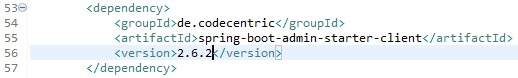 53 <dependency>
54 <groupId>de.codecentric</groupId>
55 <artifactId>spring-boot-admin-starter-client</artifactId>
56 <version>2.6.2</version>
57 </dependency>